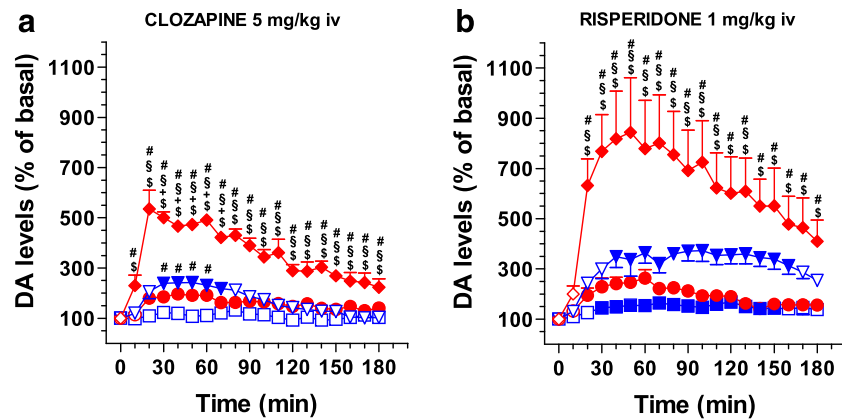 a
CLOZAPINE 5 mg/kg iv
DA levels (% of basal)
1100
900
700
500
300
100
# $
# § $
# § + $
# § + $
# § + $
# § + $
# § + $
# § $
# § $
# § $
# § $
# § $
# § $
# § $
# § $
# § $
# § $
# § $
# # # #
0 30 60 90 120 150 180
Time (min)
b
RISPERIDONE 1 mg/kg iv
DA levels (% of basal)
1100
900
700
500
300
100
# § $
# § $
# § $
# § $
# § $
# § $
# § $
# § $
# § $
# § $
# § $
# § $
# $
# $
# $
# $
# $
0 30 60 90 120 150 180
Time (min)